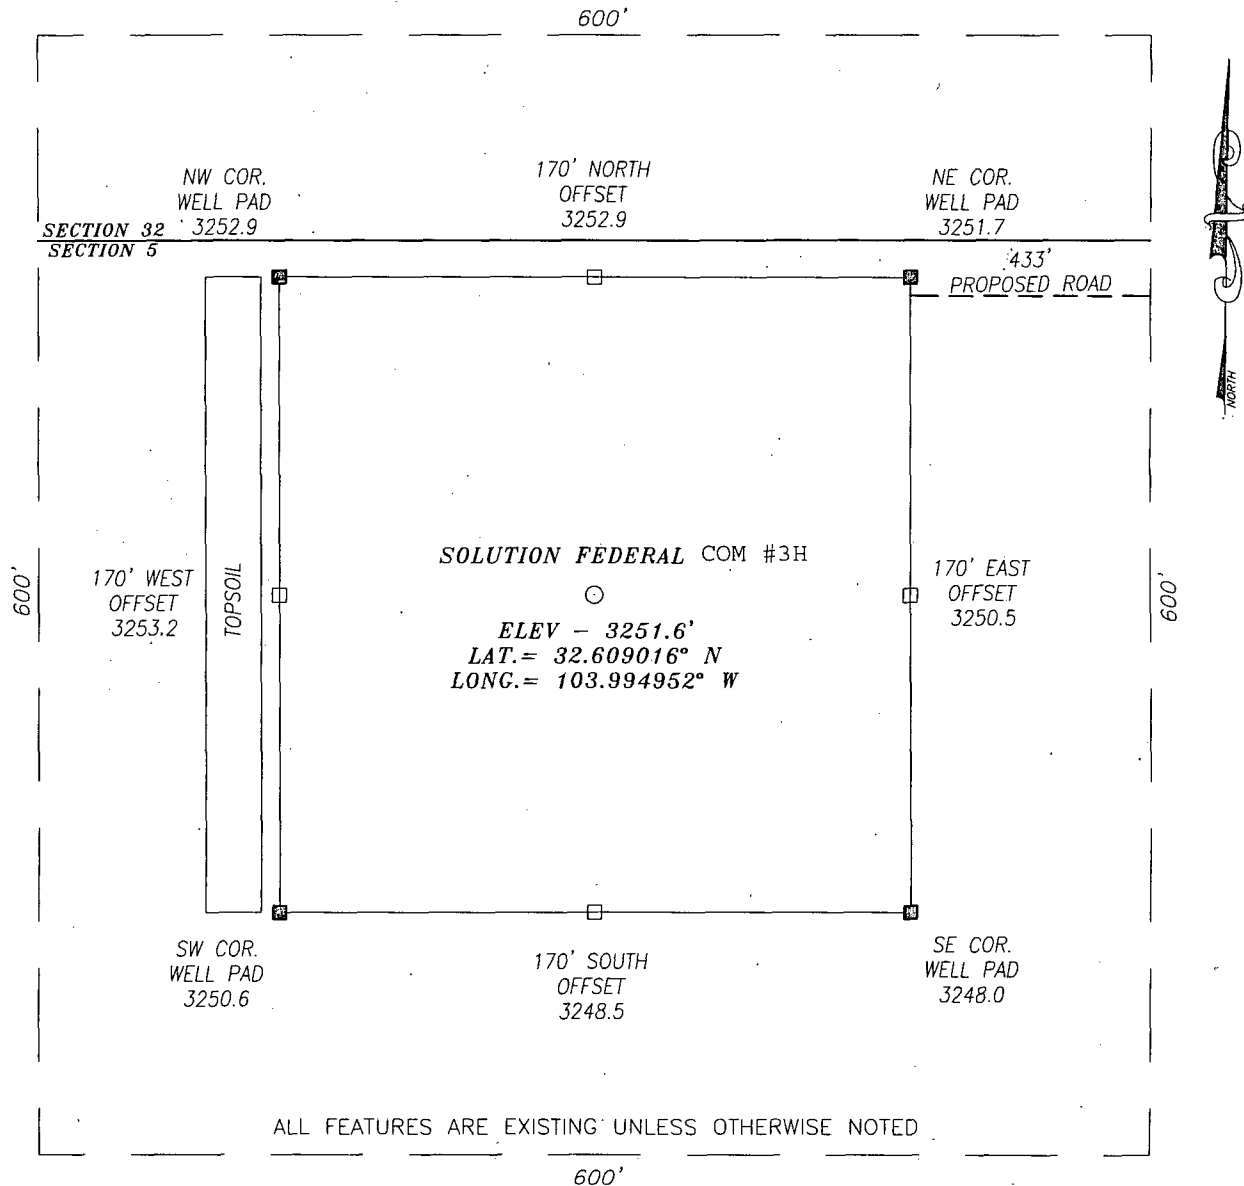 600'
NW COR.
WELL PAD
3252.9
170' NORTH
OFFSET
3252.9
NE COR.
WELL PAD
3251.7
SECTION 32
SECTION 5
433'
PROPOSED ROAD
NORTH
600'
170' WEST
OFFSET
3253.2
TOPSOIL
SOLUTION FEDERAL COM #3H
ELEV - 3251.6'
LAT.= 32.609016° N
LONG.= 103.994952° W
170' EAST
OFFSET
3250.5
600'
SW COR.
WELL PAD
3250.6
170' SOUTH
OFFSET
3248.5
SE COR.
WELL PAD
3248.0
ALL FEATURES ARE EXISTING UNLESS OTHERWISE NOTED
600'